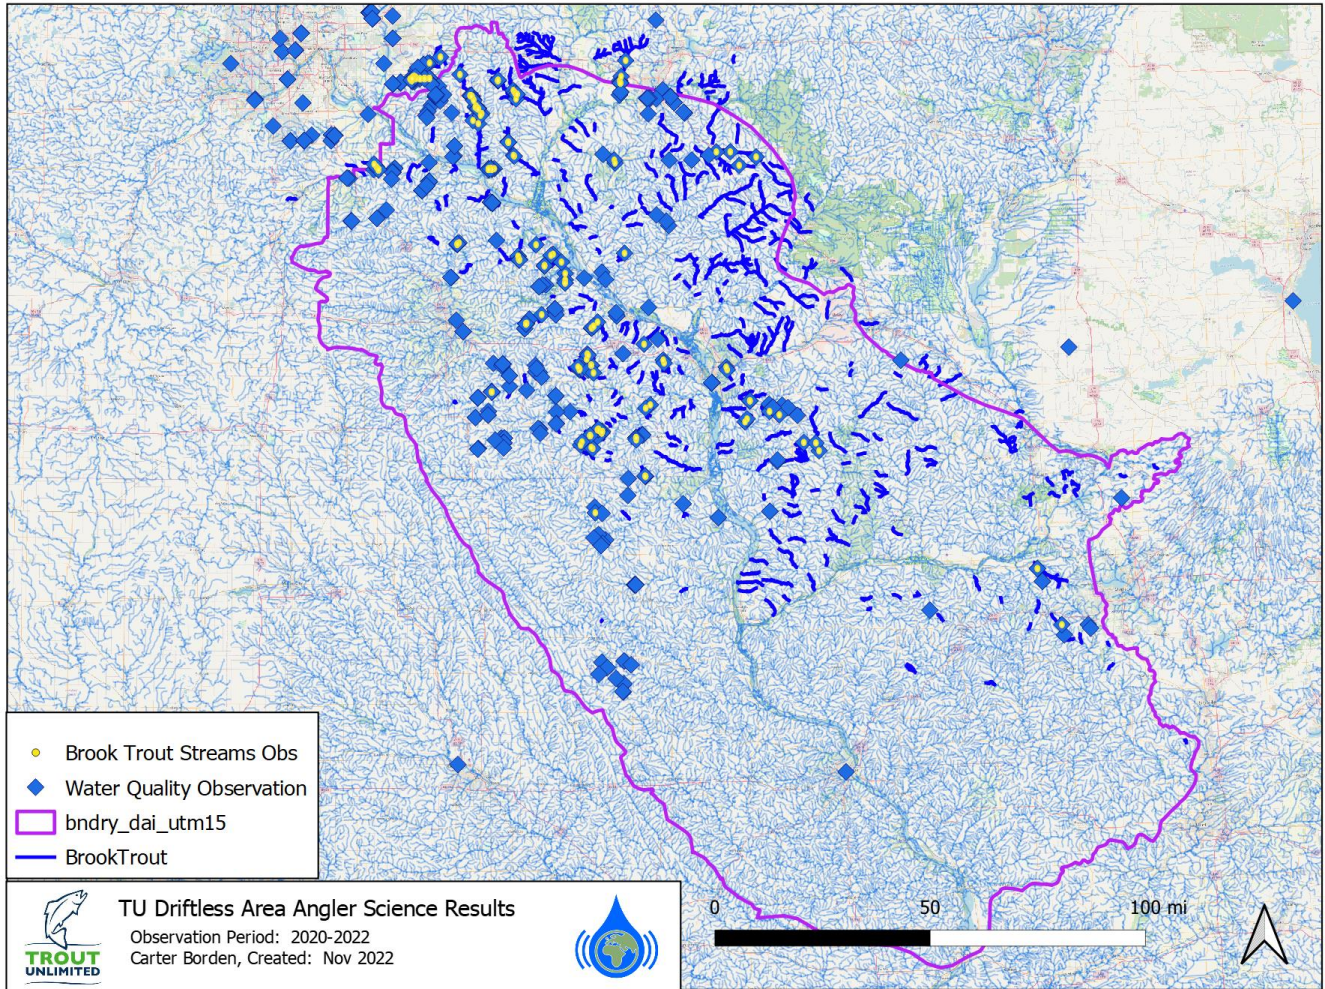 Brook Trout Streams Obs
Water Quality Observation
bndry_dai_utm15
BrookTrout
TU Driftless Area Angler Science Results
Observation Period: 2020-2022
Carter Borden, Created: Nov 2022
TROUT
UNLIMITED
0 50 100 mi